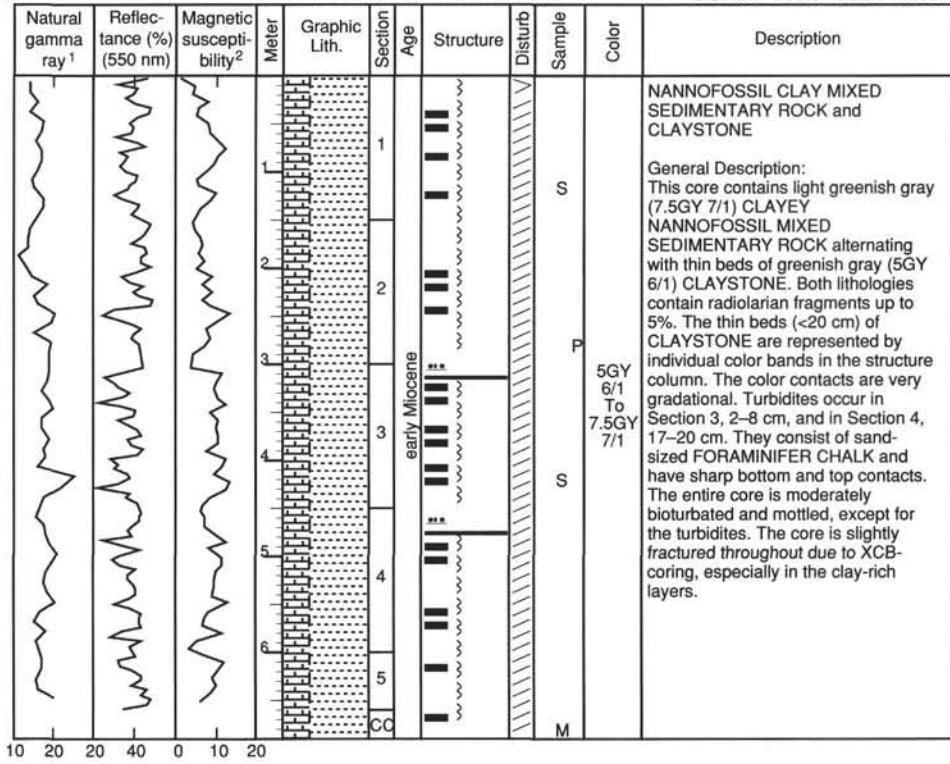 Natural
gamma
ray 1
Reflec-
tance (%)
(550 nm)
Magnetic
suscepti-
bility2
Meter
Graphic
Lith.
Section
Age
Structure
Disturb
Sample
Color
Description
1
2
3
4
5
6
1
2
3
4
5
CC
early Miocene
S
P
S
M
5GY
6/1
To
7.5GY
7/1
NANNOFOSSIL CLAY MIXED
SEDIMENTARY ROCK and
CLAYSTONE
General Description:
This core contains light greenish gray
(7.5GY 7/1) CLAYEY
NANNOFOSSIL MIXED
SEDIMENTARY ROCK alternating
with thin beds of greenish gray (5GY
6/1) CLAYSTONE. Both lithologies
contain radiolarian fragments up to
5%. The thin beds (<20 cm) of
CLAYSTONE are represented by
individual color bands in the structure
column. The color contacts are very
gradational. Turbidites occur in
Section 3, 2–8 cm, and in Section 4,
17–20 cm. They consist of sand-
sized FORAMINIFER CHALK and
have sharp bottom and top contacts.
The entire core is moderately
bioturbated and mottled, except for
the turbidites. The core is slightly
fractured throughout due to XCB-
coring, especially in the clay-rich
layers.
10 20 20 40 0 10 20